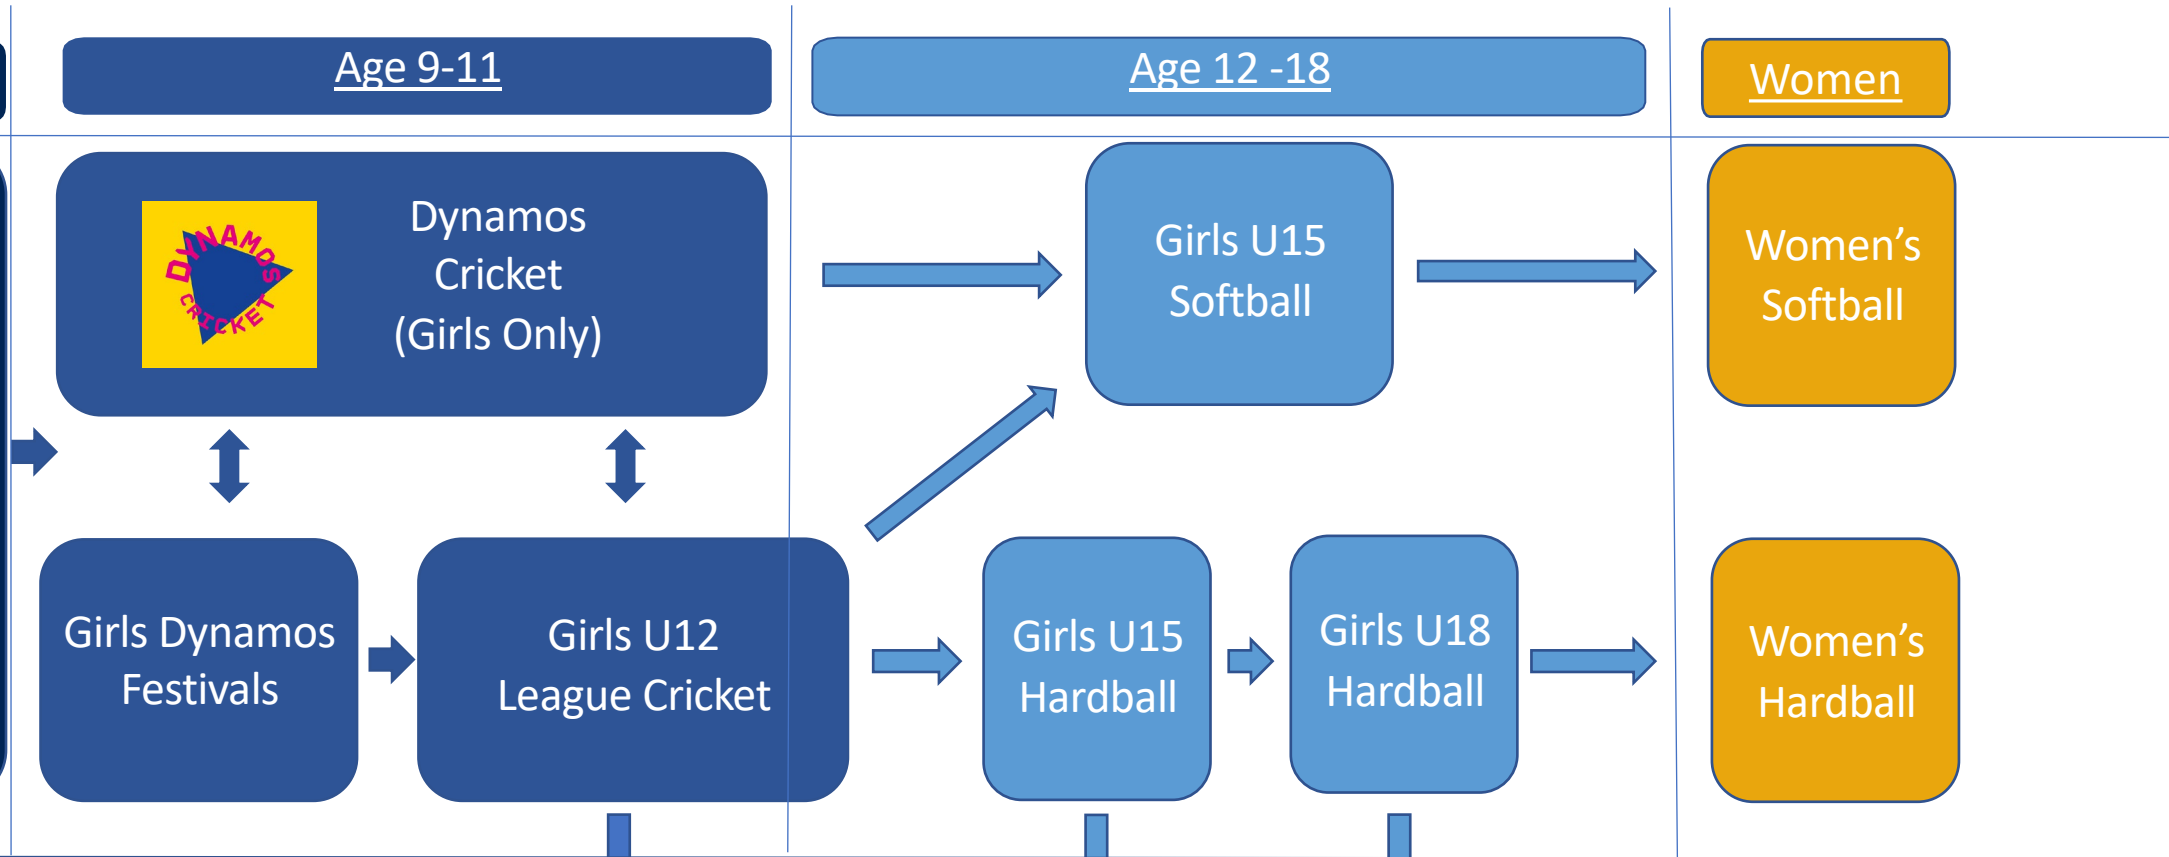 Age 9-11
Age 12 -18
Women
DYNAMOS
CRICKET
Dynamos
Cricket
(Girls Only)
Girls U15
Softball
Women’s
Softball
Girls Dynamos
Festivals
Girls U12
League Cricket
Girls U15
Hardball
Girls U18
Hardball
Women’s
Hardball